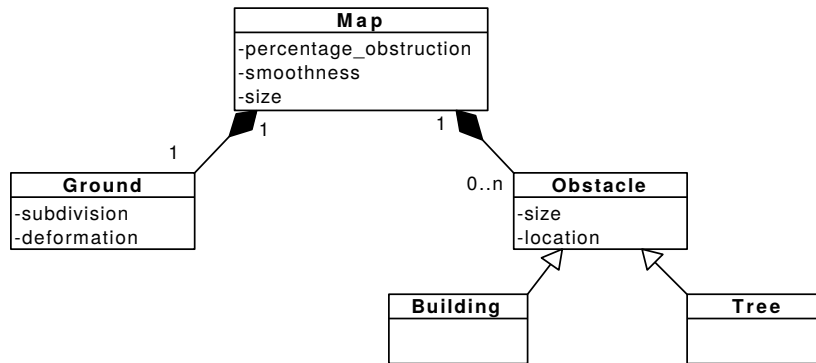 Map
-percentage_obstruction
-smoothness
-size
1
1
1
0..n
Ground
-subdivision
-deformation
Obstacle
-size
-location
Building
Tree